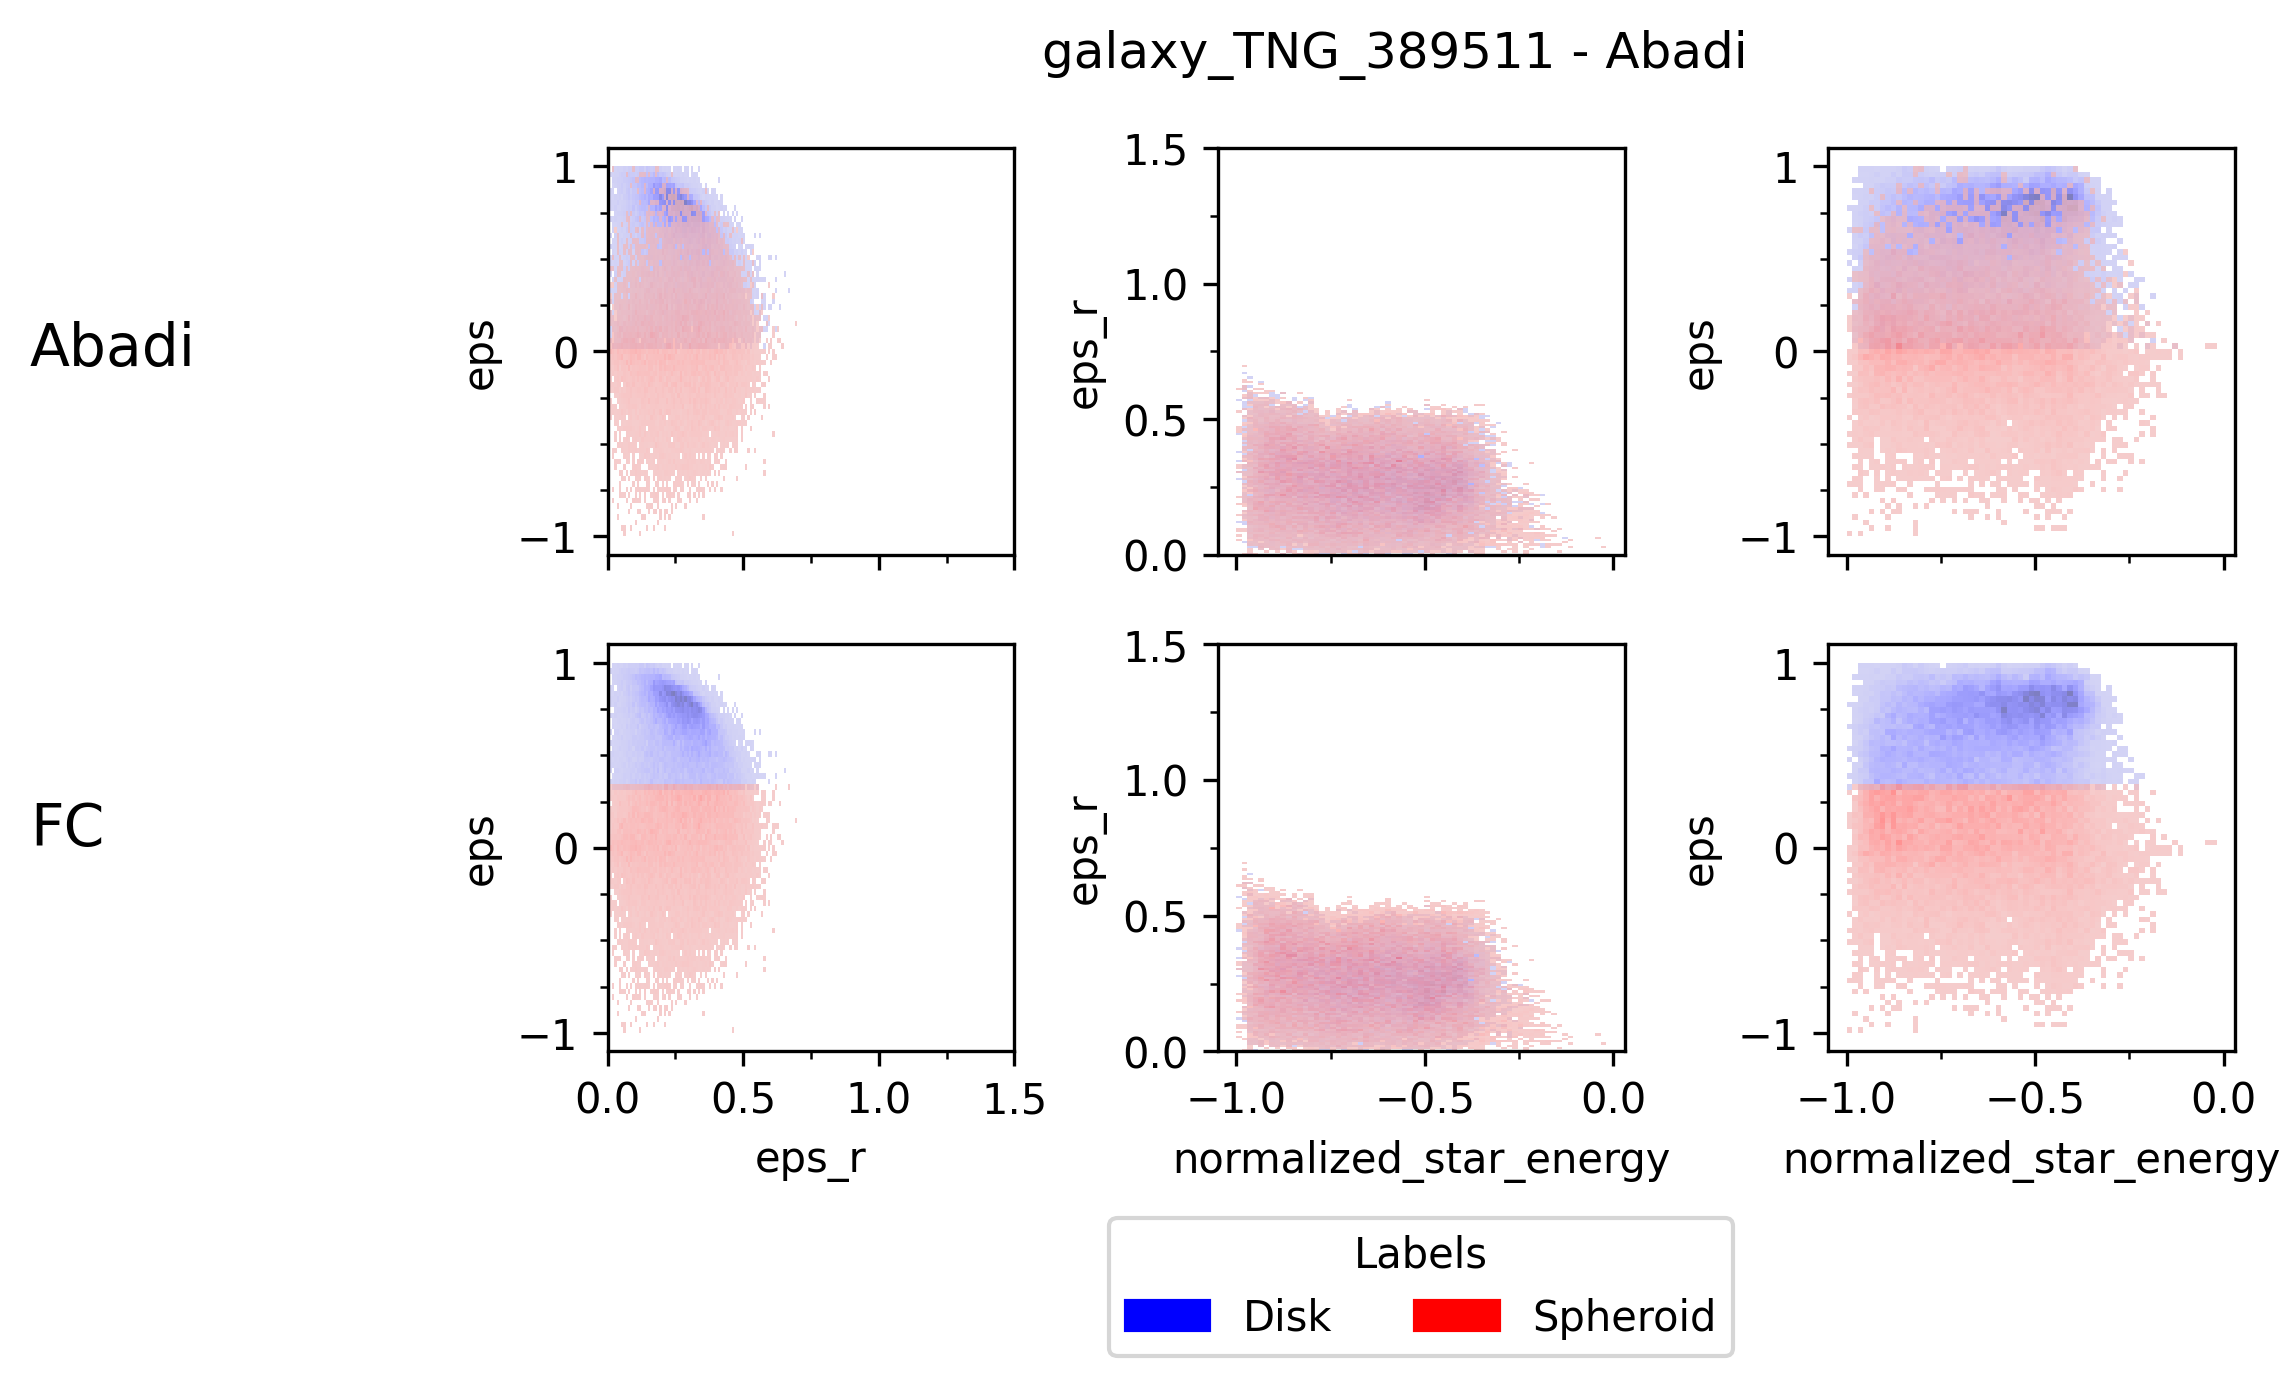 galaxy_TNG_389511 - Abadi
Abadi
eps
1
0
−1
eps_r
1.5
1.0
0.5
0.0
eps
1
0
−1
FC
eps
1
0
−1
0.0 0.5 1.0 1.5
eps_r
eps_r
1.5
1.0
0.5
0.0
−1.0 −0.5 0.0
normalized_star_energy
eps
1
0
−1
−1.0 −0.5 0.0
normalized_star_energy
Labels
Disk Spheroid